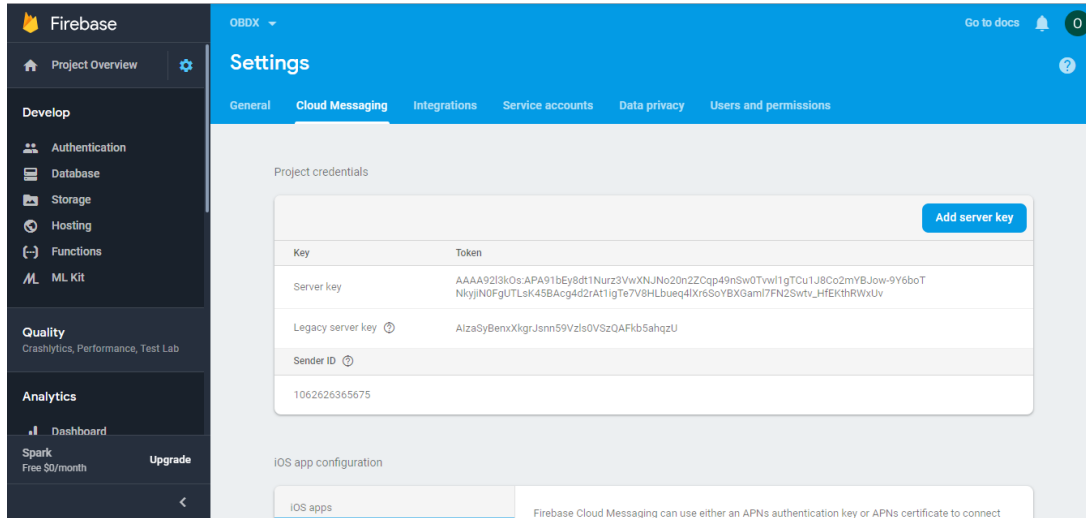 Firebase
OBDX
Go to docs
O
Project Overview
Settings
?
General Cloud Messaging Integrations Service accounts Data privacy Users and permissions
Develop
Authentication
Database
Storage
Hosting
Functions
ML Kit
Quality
Crashlytics, Performance, Test Lab
Analytics
Dashboard
Spark
Free $0/month
Upgrade
Project credentials
Add server key
Key Token
Server key
AAAA92l3kOs:APA91bEy8dt1Nurz3VwXNJNo20n2ZCqp49nSw0Tvwl1gTCu1J8Co2mYBJow-9Y6boT
NkyjiN0FgUTLsK45BAcg4d2rAt1igTe7V8HLbueq4lXr6SoYBXGaml7FN2Swtv_HfEKthRWxUv
Legacy server key ? AIzaSyBenxXkgrJsnn59Vzls0VSzQAFkb5ahqzU
Sender ID ?
1062626365675
iOS app configuration
iOS apps
Firebase Cloud Messaging can use either an APNs authentication key or APNs certificate to connect